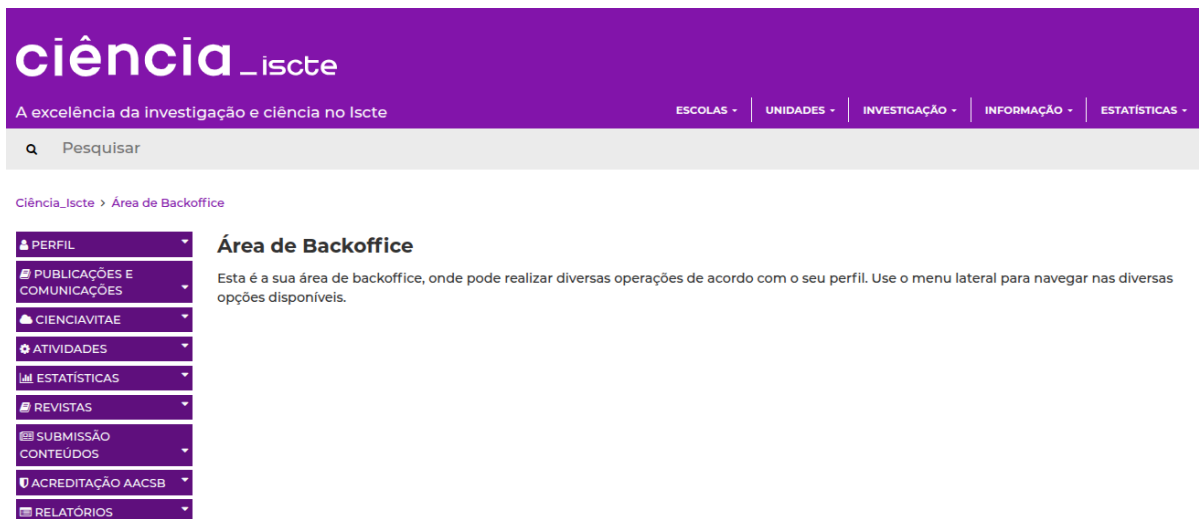 ciência_iscte
A excelência da investigação e ciência no Iscte
ESCOLAS
UNIDADES
INVESTIGAÇÃO
INFORMAÇÃO
ESTATÍSTICAS
Pesquisar
Ciência_Iscte > Área de Backoffice
PERFIL
PUBLICAÇÕES E
COMUNICAÇÕES
CIENCIAVITAE
ATIVIDADES
ESTATÍSTICAS
REVISTAS
SUBMISSÃO
CONTEÚDOS
ACREDITAÇÃO AACSB
RELATÓRIOS
Área de Backoffice
Esta é a sua área de backoffice, onde pode realizar diversas operações de acordo com o seu perfil. Use o menu lateral para navegar nas diversas
opções disponíveis.